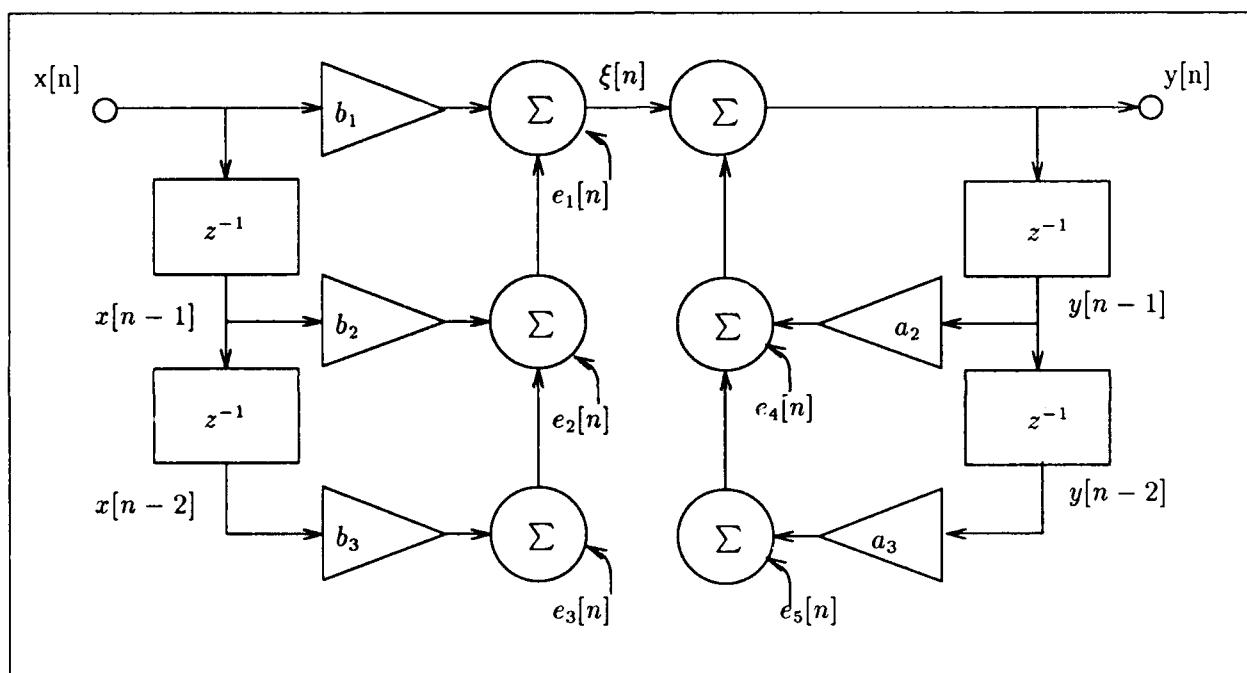 x[n]
ξ[n]
y[n]
b₁
Σ
Σ
e₁[n]
z⁻¹
z⁻¹
x[n − 1]
b₂
Σ
Σ
a₂
y[n − 1]
e₂[n]
e₄[n]
z⁻¹
z⁻¹
x[n − 2]
b₃
Σ
Σ
a₃
y[n − 2]
e₃[n]
e₅[n]